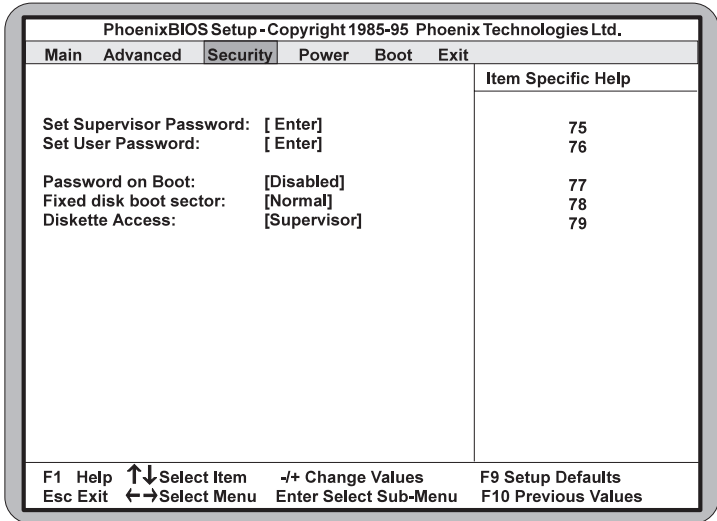 PhoenixBIOS Setup - Copyright 1985-95 Phoenix Technologies Ltd.
Main Advanced Security Power Boot Exit
Item Specific Help
Set Supervisor Password: [ Enter] 75
Set User Password: [ Enter] 76
Password on Boot: [Disabled] 77
Fixed disk boot sector: [Normal] 78
Diskette Access: [Supervisor] 79
F1 Help ↑↓Select Item -/+ Change Values F9 Setup Defaults
Esc Exit ←→Select Menu Enter Select Sub-Menu F10 Previous Values